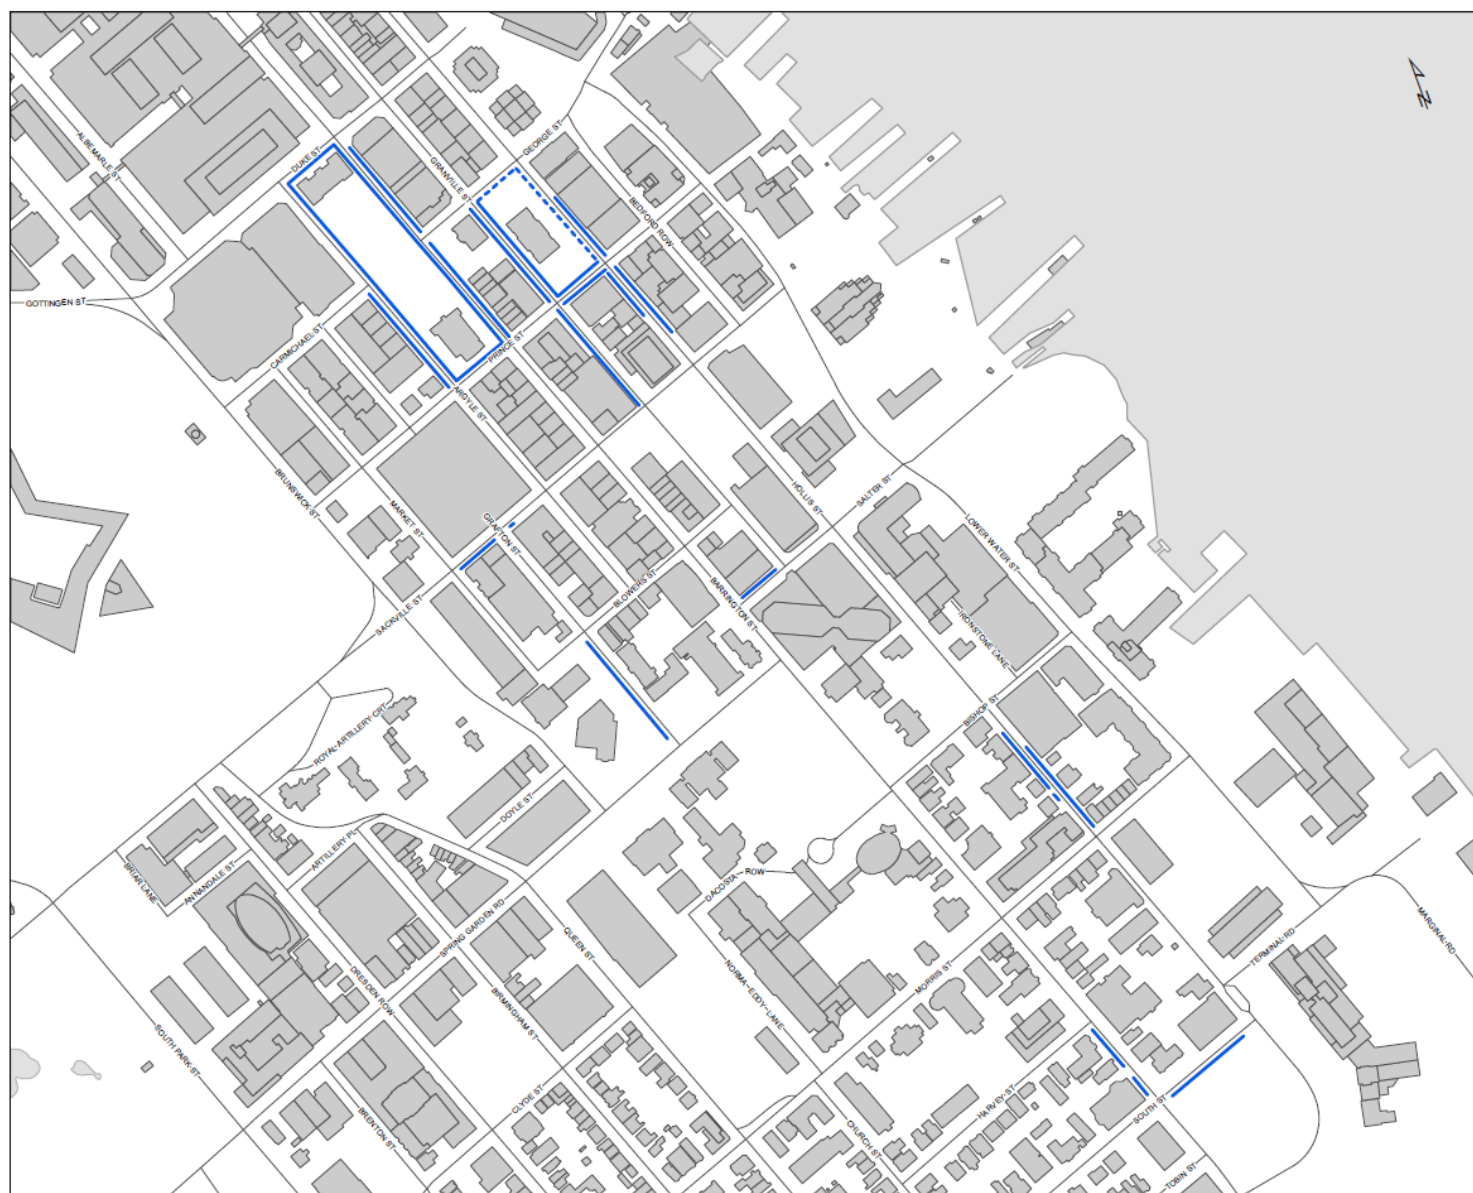 ALBEMARLE ST
DUKE ST
GRANVILLE ST
GEORGE ST
BEDFORD ROW
N
GOTTINGEN ST
CARMICHAEL ST
PRINCE ST
ARGYLE ST
BRUNSWICK ST
MARKET ST
GRAFTON ST
HOLLIS ST
SALTER ST
LOWER WATER ST
SACKVILLE ST
BLOWERS ST
BARRINGTON ST
IRONSTONE LANE
BISHOP ST
ROYAL ARTILLERY CRT
DOYLE ST
ARTILLERY PL
BRIAR LANE
ANNANDALE ST
SPRING GARDEN RD
DACOSTA ROW
QUEEN ST
DRESDEN ROW
BIRMINGHAM ST
NORMA EDDY LANE
MORRIS ST
TERMINAL RD
MARGINAL RD
SOUTH PARK ST
BRENTON ST
CLYDE ST
CHURCH ST
HARVEY ST
SOUTH ST
TOBIN ST